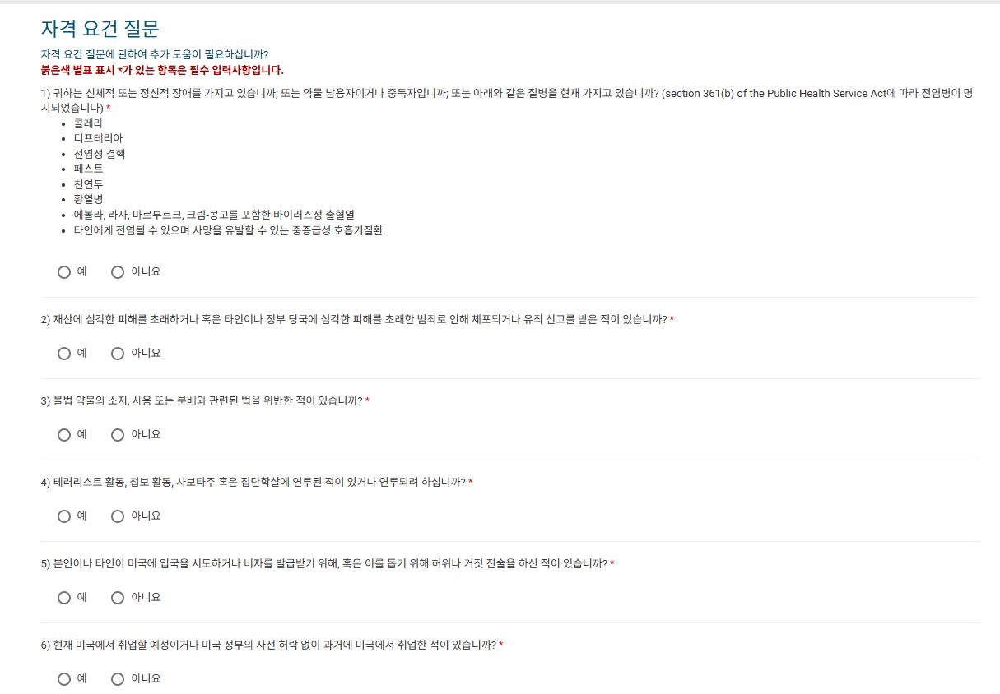 자격 요건 질문
자격 요건 질문에 관하여 추가 도움이 필요하십니까?
붉은색 별표 표시 *가 있는 항목은 필수 입력사항입니다.
1) 귀하는 신체적 또는 정신적 장애를 가지고 있습니까; 또는 약물 남용자이거나 중독자입니까; 또는 아래와 같은 질병을 현재 가지고 있습니까? (section 361(b) of the Public Health Service Act에 따라 전염병이 명
시되었습니다) *
• 콜레라
• 디프테리아
• 전염성 결핵
• 페스트
• 천연두
• 황열병
• 에볼라, 라사, 마르부르크, 크림-콩고를 포함한 바이러스성 출혈열
• 타인에게 전염될 수 있으며 사망을 유발할 수 있는 중증급성 호흡기질환.
예 아니요
2) 재산에 심각한 피해를 초래하거나 혹은 타인이나 정부 당국에 심각한 피해를 초래한 범죄로 인해 체포되거나 유죄 선고를 받은 적이 있습니까? *
예 아니요
3) 불법 약물의 소지, 사용 또는 분배와 관련된 법을 위반한 적이 있습니까? *
예 아니요
4) 테러리스트 활동, 첩보 활동, 사보타주 혹은 집단학살에 연루된 적이 있거나 연루되려 하십니까? *
예 아니요
5) 본인이나 타인이 미국에 입국을 시도하거나 비자를 발급받기 위해, 혹은 이를 돕기 위해 허위나 거짓 진술을 하신 적이 있습니까? *
예 아니요
6) 현재 미국에서 취업할 예정이거나 미국 정부의 사전 허락 없이 과거에 미국에서 취업한 적이 있습니까? *
예 아니요